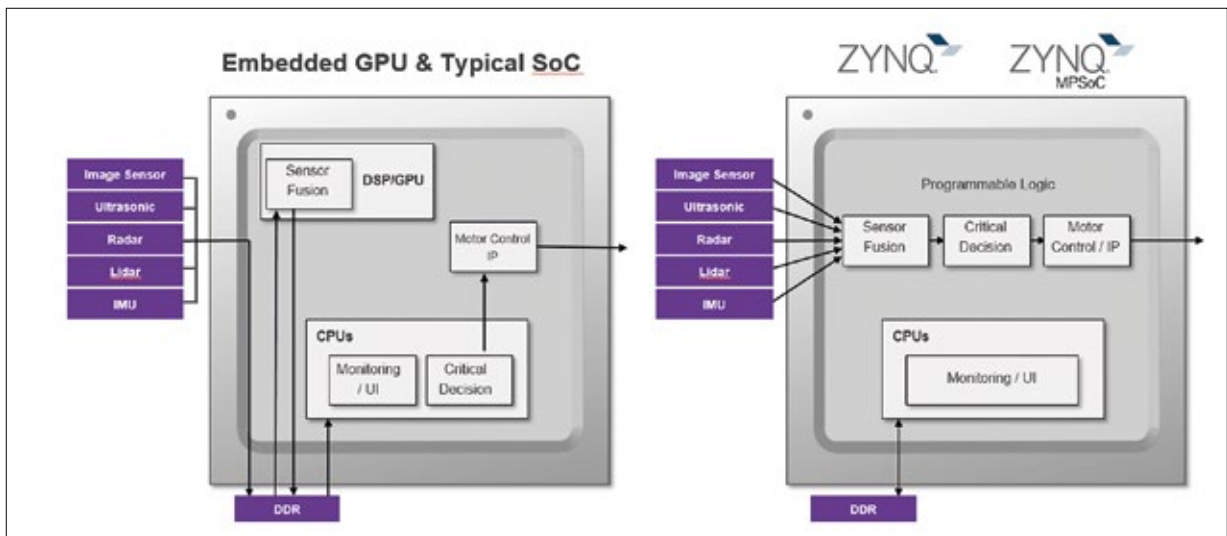 Embedded GPU & Typical SoC
Image Sensor
Ultrasonic
Radar
Lidar
IMU
Sensor
Fusion
DSP/GPU
Motor Control
IP
CPUs
Monitoring
/ UI
Critical
Decision
DDR
ZYNQ
ZYNQ
MPSoC
Image Sensor
Ultrasonic
Radar
Lidar
IMU
Programmable Logic
Sensor
Fusion
Critical
Decision
Motor
Control / IP
CPUs
Monitoring / UI
DDR